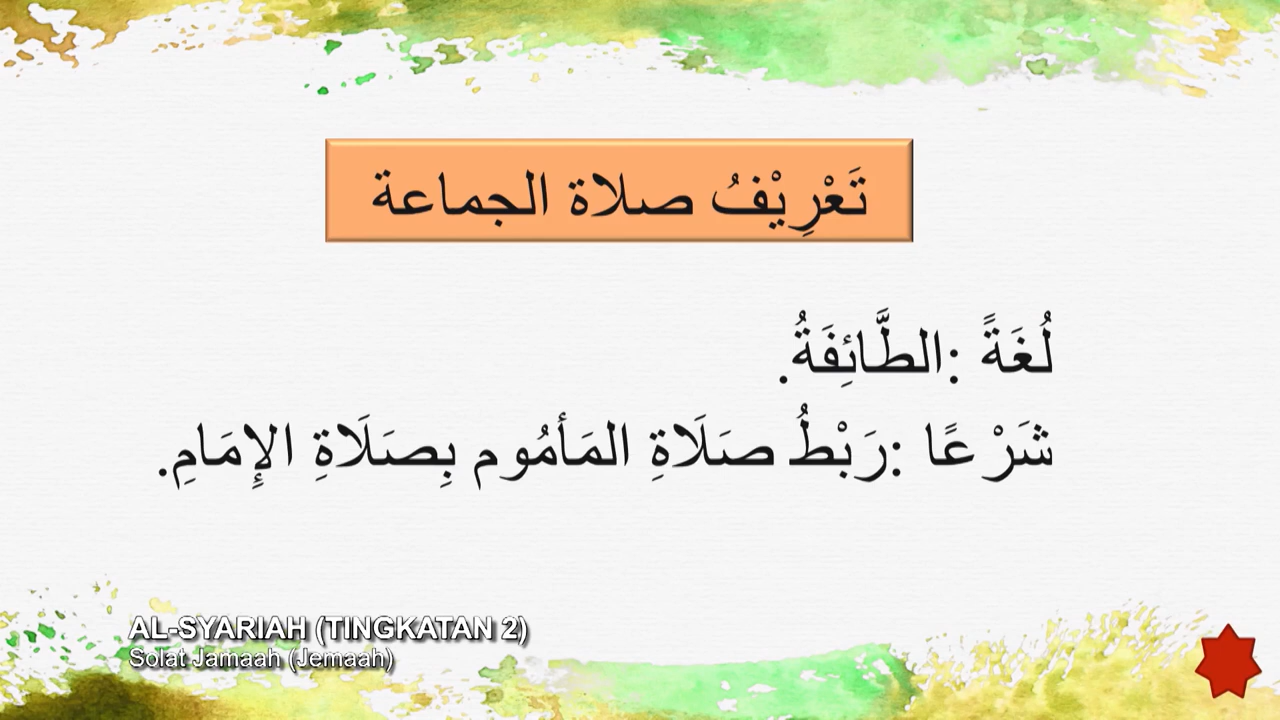 تَعْرِيْفُ صلاة الجماعة
لُغَةً :الطَّائِفَةُ.
شَرْعًا :رَبْطُ صَلَاةِ المَأمُوم بِصَلَاةِ الإِمَامِ.
AL-SYARIAH (TINGKATAN 2)
Solat Jamaah (Jemaah)